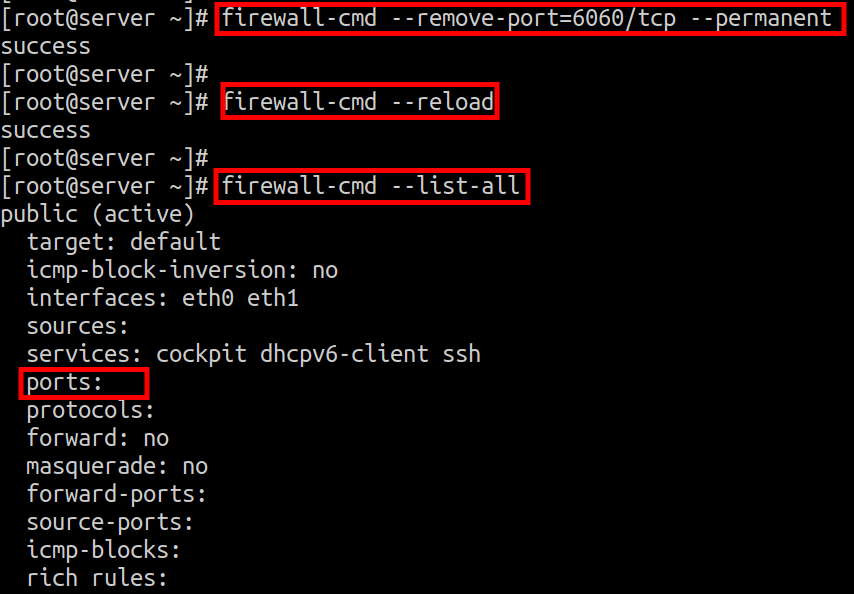 [root@server ~]# firewall-cmd --remove-port=6060/tcp --permanent
success
[root@server ~]#
[root@server ~]# firewall-cmd --reload
success
[root@server ~]#
[root@server ~]# firewall-cmd --list-all
public (active)
  target: default
  icmp-block-inversion: no
  interfaces: eth0 eth1
  sources:
  services: cockpit dhcpv6-client ssh
  ports:
  protocols:
  forward: no
  masquerade: no
  forward-ports:
  source-ports:
  icmp-blocks:
  rich rules: